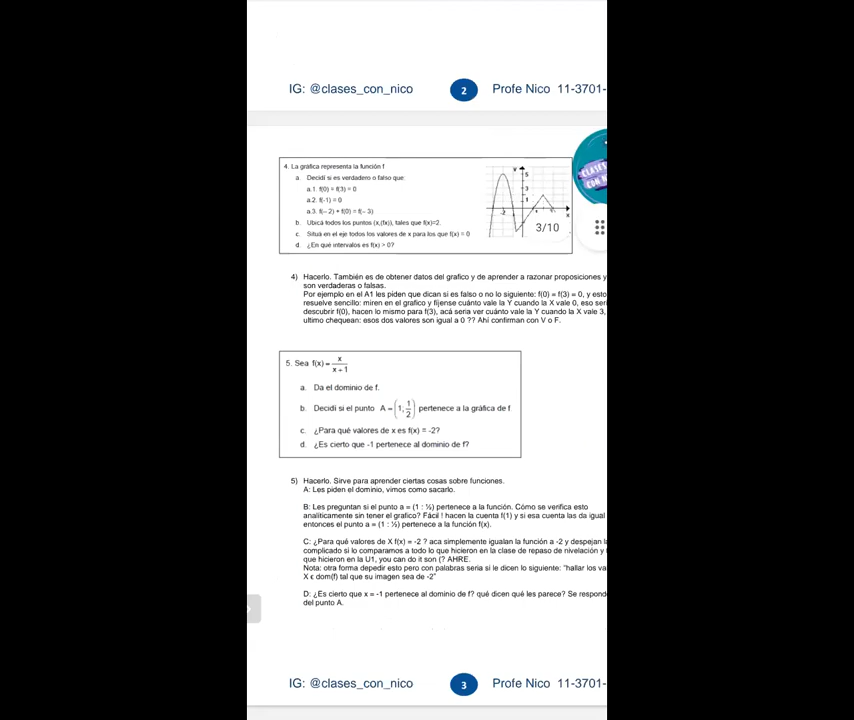 IG: @clases_con_nico 2 Profe Nico 11-3701-
4. La gráfica representa la función f
a. Decidí si es verdadero o falso que:
a.1. f(0) = f(3) = 0
a.2. f(-1) = 0
a.3. f(-2) + f(0) = f(-3)
b. Ubicá todos los puntos (x,f(x)), tales que f(x)=2.
c. Situá en el eje todos los valores de x para los que f(x) = 0
d. ¿En qué intervalos es f(x) > 0?
y
5
3
1
-2
x
3/10
CLASES
CON N
4) Hacerlo. También es de obtener datos del grafico y de aprender a razonar proposiciones y
son verdaderas o falsas.
Por ejemplo en el A1 les piden que dican si es falso o no lo siguiente: f(0) = f(3) = 0, y esto
resuelve sencillo: miren en el grafico y fíjense cuánto vale la Y cuando la X vale 0, eso ser
descubrir f(0), hacen lo mismo para f(3), acá seria ver cuánto vale la Y cuando la X vale 3,
ultimo chequean: esos dos valores son igual a 0 ?? Ahí confirman con V o F.
5. Sea f(x) = x / x + 1
a. Da el dominio de f.
b. Decidí si el punto A = (1; 1/2) pertenece a la gráfica de f
c. ¿Para qué valores de x es f(x) = -2?
d. ¿Es cierto que -1 pertenece al dominio de f?
5) Hacerlo. Sirve para aprender ciertas cosas sobre funciones.
A: Les piden el dominio, vimos como sacarlo.
B: Les preguntan si el punto a = (1 : ½) pertenece a la función. Cómo se verifica esto
analíticamente sin tener el grafico? Fácil ! hacen la cuenta f(1) y si esa cuenta las da igual
entonces el punto a = (1 : ½) pertenece a la función f(x).
C: ¿Para qué valores de X f(x) = -2 ? aca simplemente igualan la función a -2 y despejan l
complicado si lo comparamos a todo lo que hicieron en la clase de repaso de nivelación y
que hicieron en la U1, you can do it son (? AHRE.
Nota: otra forma depedir esto pero con palabras seria si le dicen lo siguiente: "hallar los va
X ϵ dom(f) tal que su imagen sea de -2"
D: ¿Es cierto que x = -1 pertenece al dominio de f? qué dicen qué les parece? Se respond
del punto A.
IG: @clases_con_nico 3 Profe Nico 11-3701-